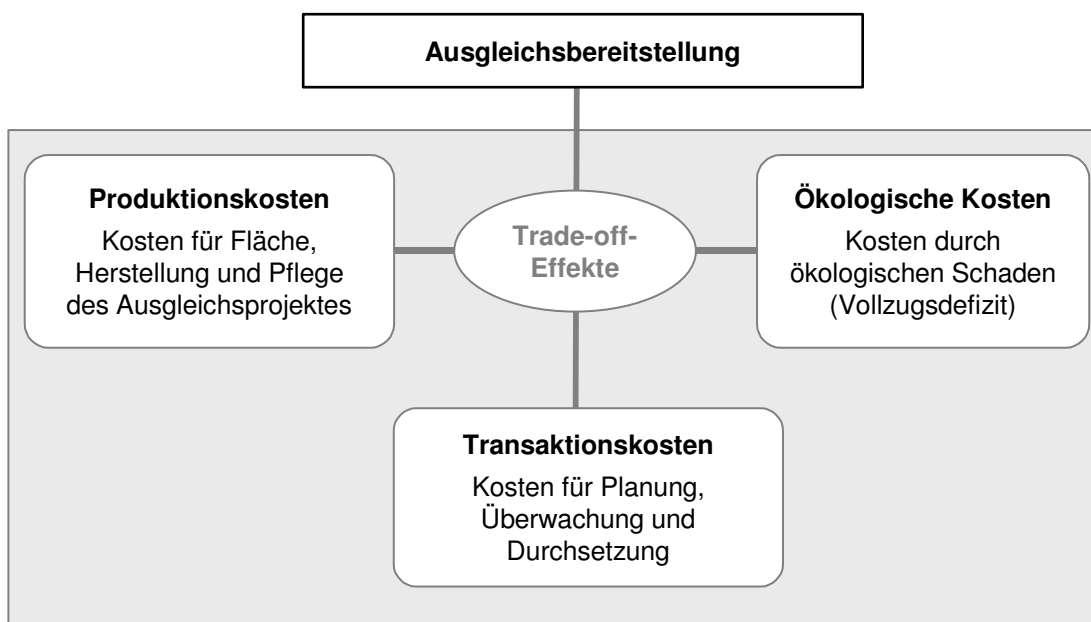 Ausgleichsbereitstellung
Produktionskosten
Kosten für Fläche,
Herstellung und Pflege
des Ausgleichsprojektes
Trade-off-
Effekte
Ökologische Kosten
Kosten durch
ökologischen Schaden
(Vollzugsdefizit)
Transaktionskosten
Kosten für Planung,
Überwachung und
Durchsetzung